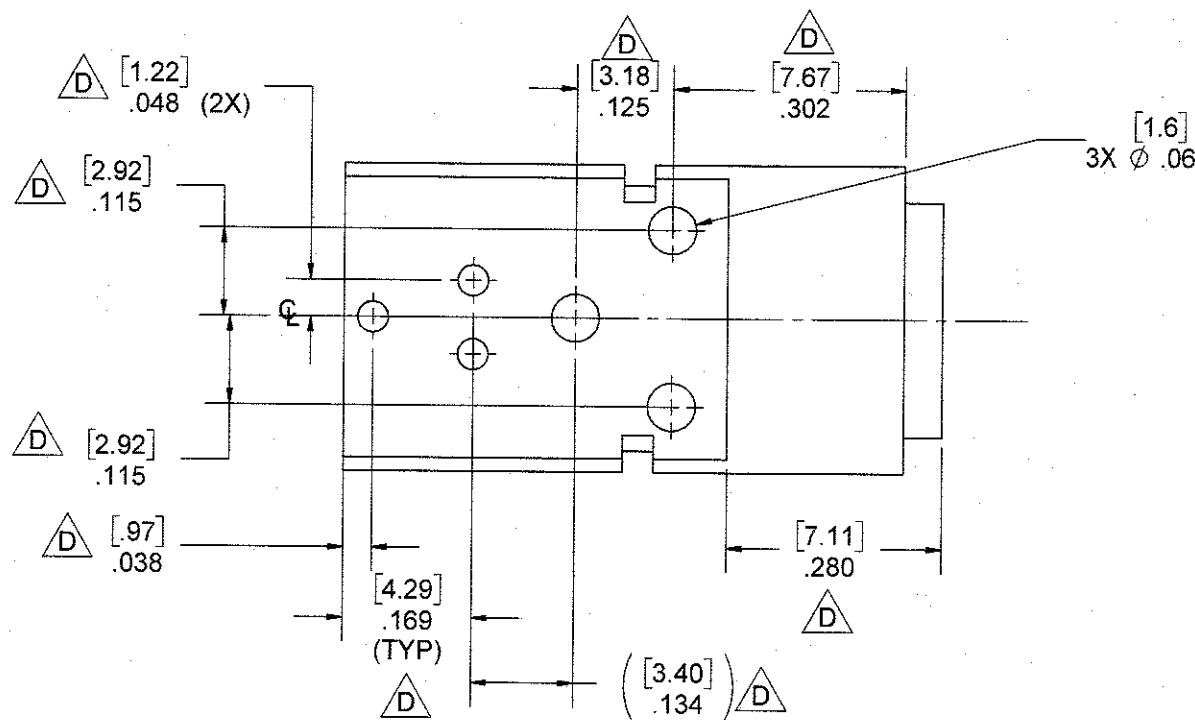 D
[3.18]
.125
D
[7.67]
.302
D [1.22]
.048 (2X)
[1.6]
3X Ø .06
D [2.92]
.115
CL
D [2.92]
.115
D [.97]
.038
[4.29]
.169
(TYP)
D
([3.40]
.134) D
[7.11]
.280
D